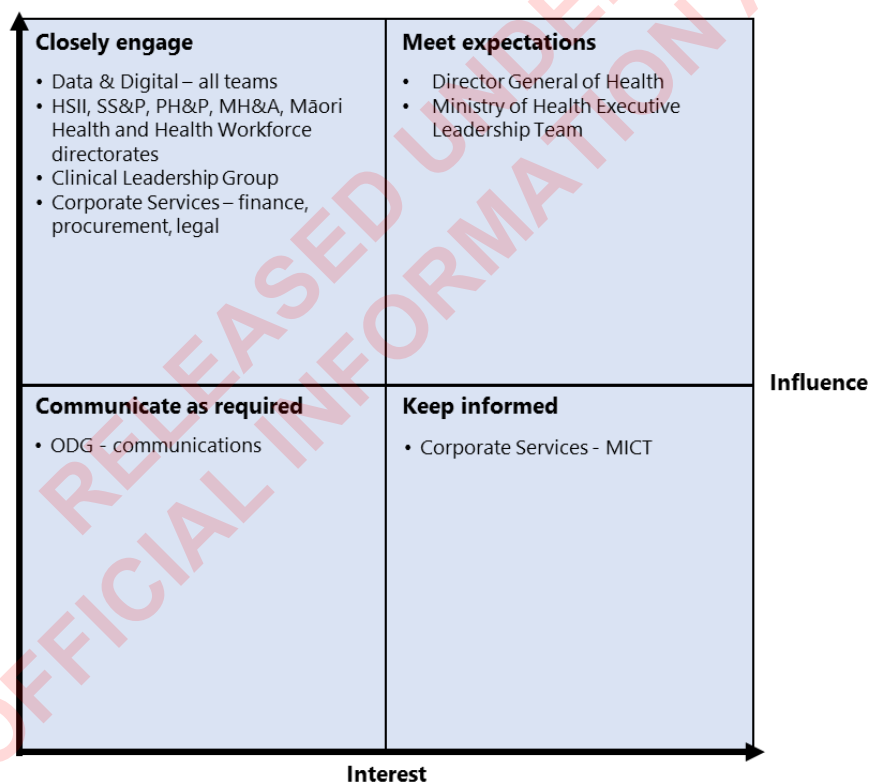 Closely engage
• Data & Digital – all teams
• HSII, SS&P, PH&P, MH&A, Māori
Health and Health Workforce
directorates
• Clinical Leadership Group
• Corporate Services – finance,
procurement, legal
Meet expectations
• Director General of Health
• Ministry of Health Executive
Leadership Team
Communicate as required
• ODG - communications
Keep informed
• Corporate Services - MICT
Influence
Interest
RELEASED UNDER
OFFICIAL INFORMATION A